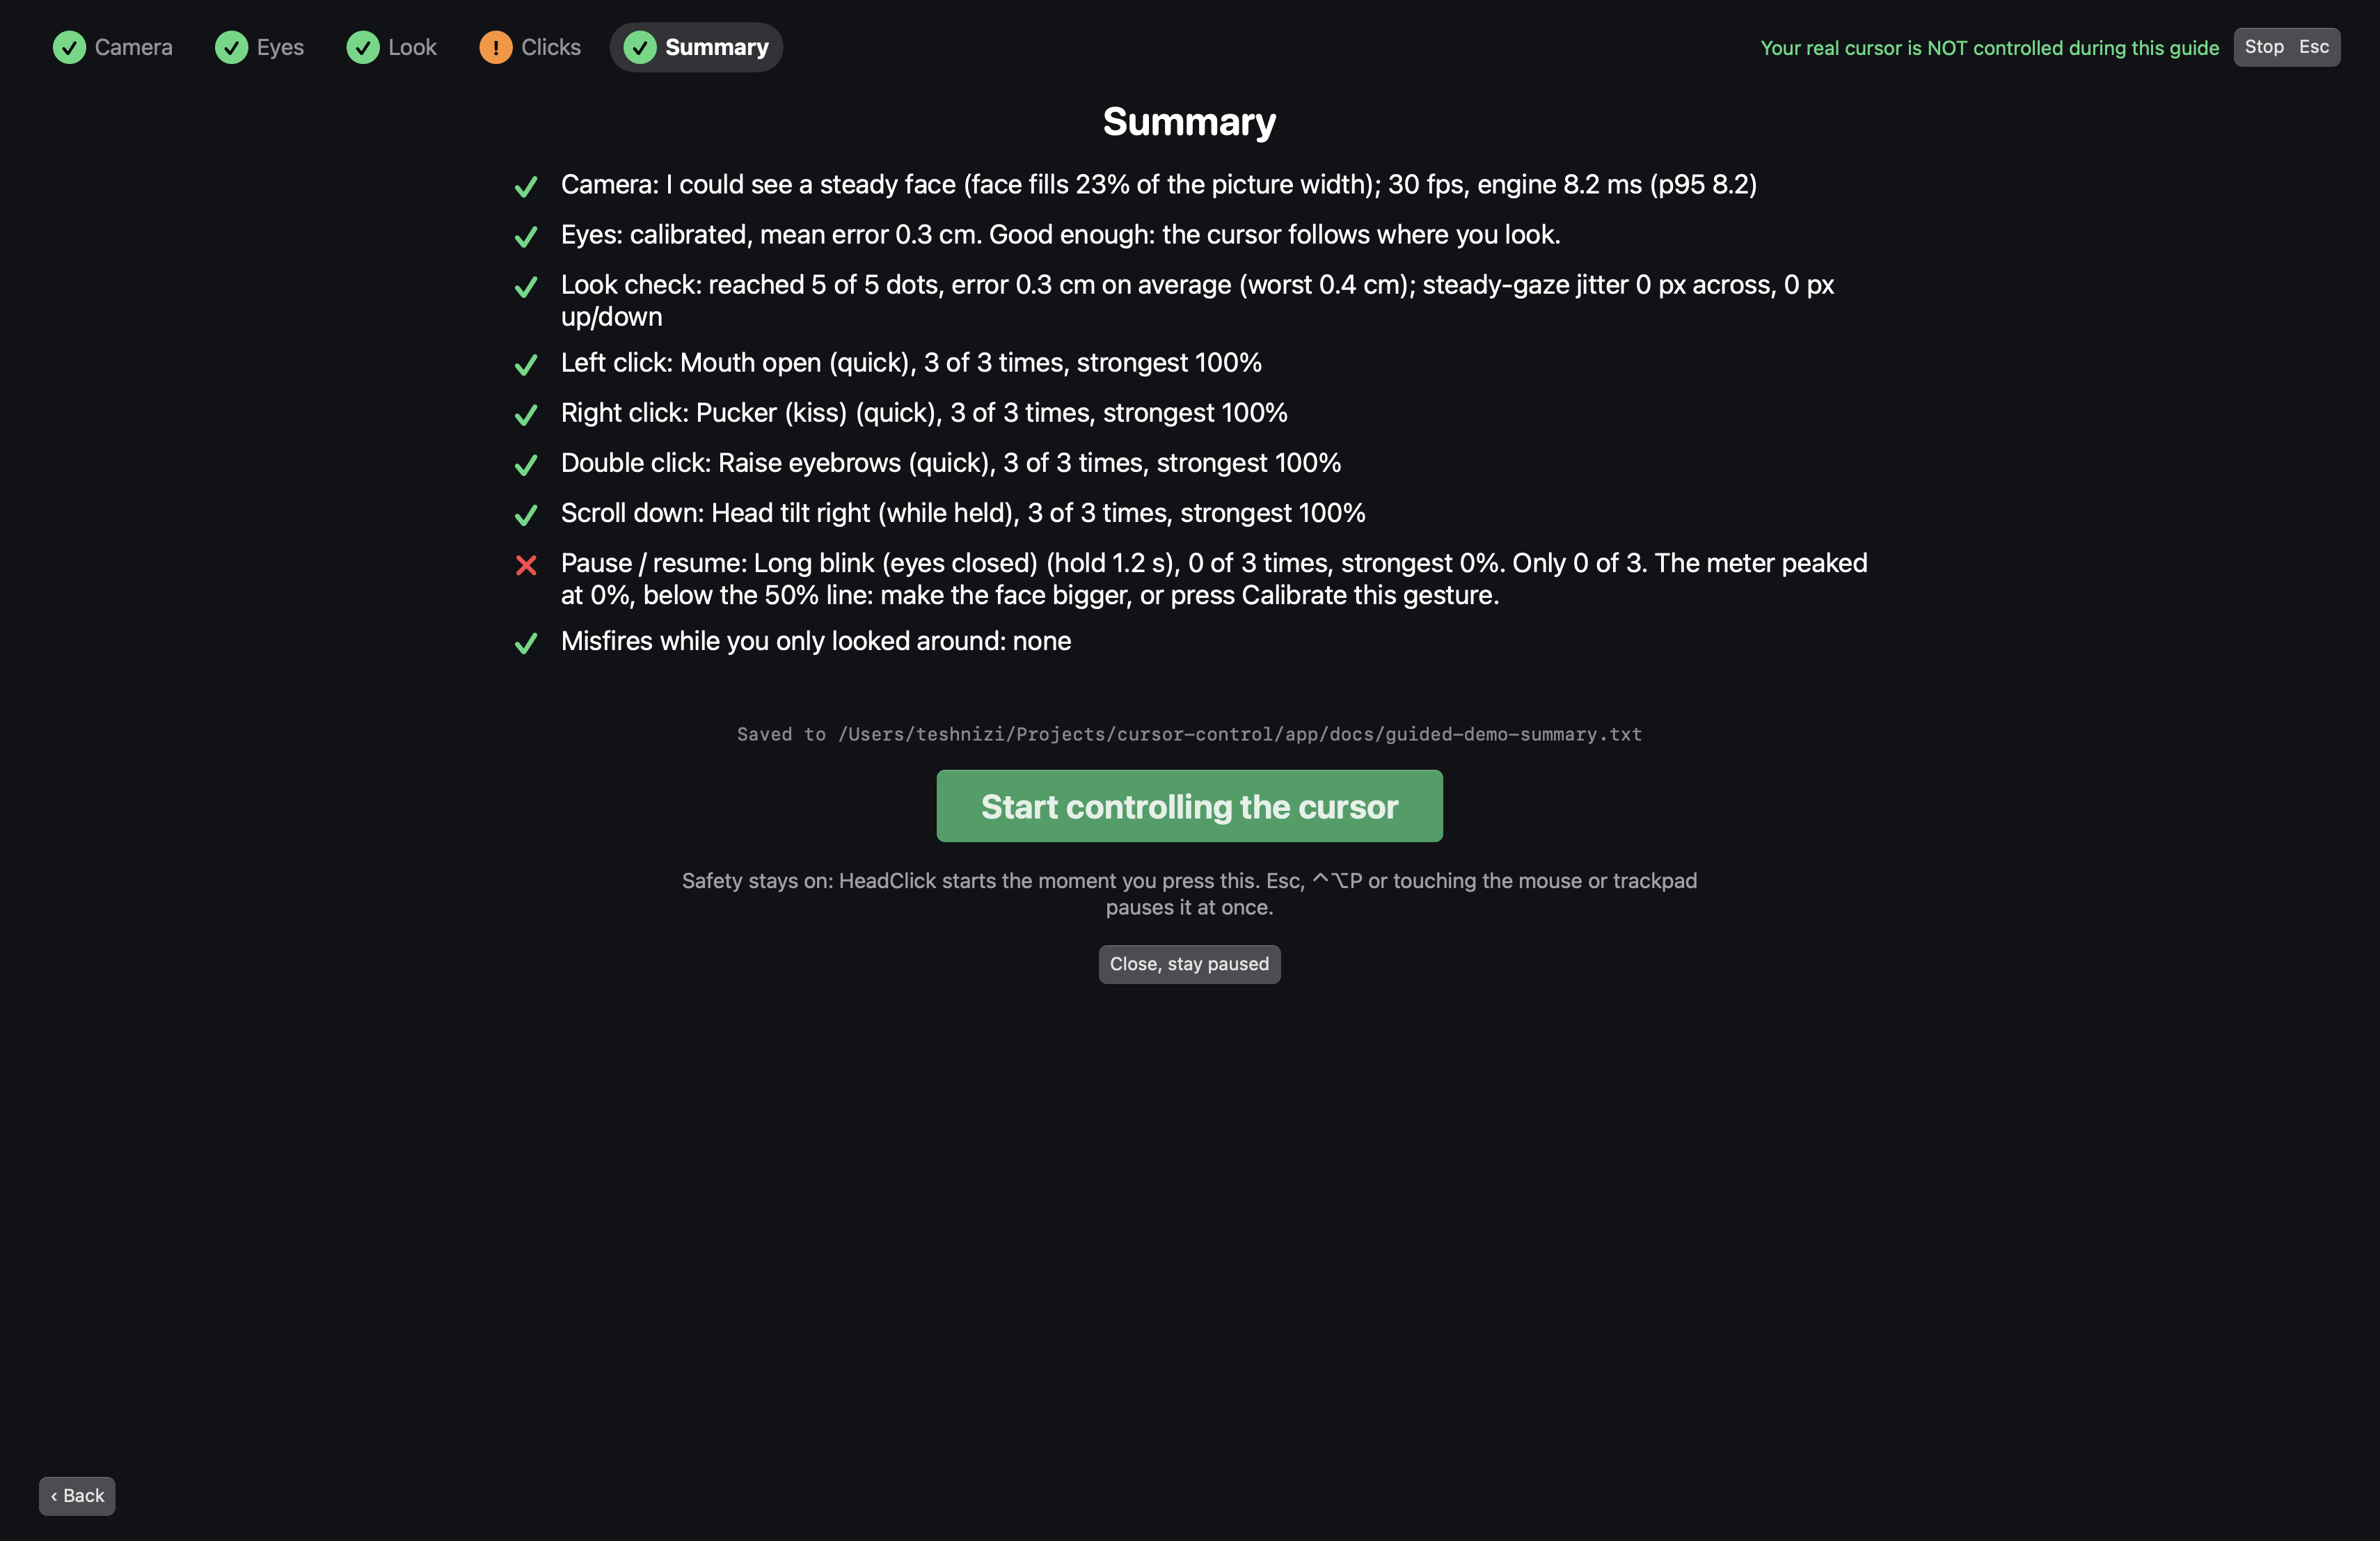 Camera
Eyes
Look
! Clicks
Summary
Your real cursor is NOT controlled during this guide
Stop Esc
Summary
Camera: I could see a steady face (face fills 23% of the picture width); 30 fps, engine 8.2 ms (p95 8.2)
Eyes: calibrated, mean error 0.3 cm. Good enough: the cursor follows where you look.
Look check: reached 5 of 5 dots, error 0.3 cm on average (worst 0.4 cm); steady-gaze jitter 0 px across, 0 px
up/down
Left click: Mouth open (quick), 3 of 3 times, strongest 100%
Right click: Pucker (kiss) (quick), 3 of 3 times, strongest 100%
Double click: Raise eyebrows (quick), 3 of 3 times, strongest 100%
Scroll down: Head tilt right (while held), 3 of 3 times, strongest 100%
Pause / resume: Long blink (eyes closed) (hold 1.2 s), 0 of 3 times, strongest 0%. Only 0 of 3. The meter peaked
at 0%, below the 50% line: make the face bigger, or press Calibrate this gesture.
Misfires while you only looked around: none
Saved to /Users/teshnizi/Projects/cursor-control/app/docs/guided-demo-summary.txt
Start controlling the cursor
Safety stays on: HeadClick starts the moment you press this. Esc, ⌃⌥P or touching the mouse or trackpad
pauses it at once.
Close, stay paused
‹ Back